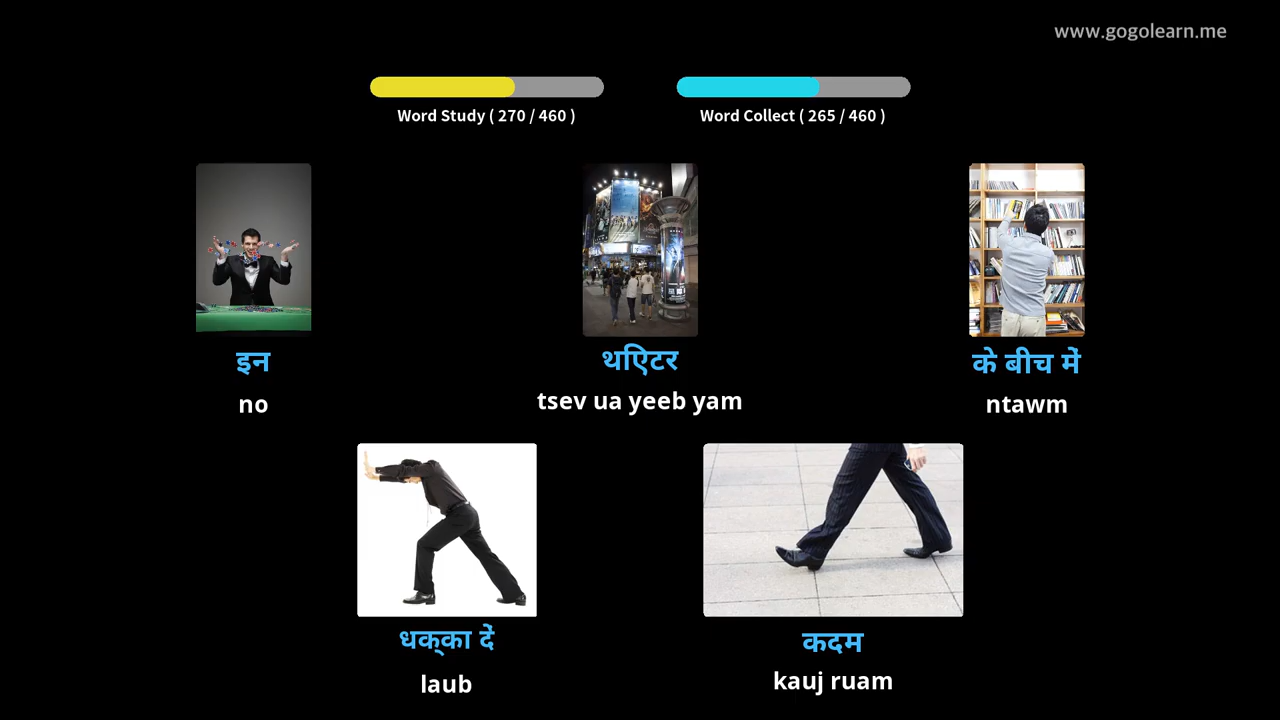 www.gogolearn.me
Word Study ( 270 / 460 )
Word Collect ( 265 / 460 )
इन
no
थिएटर
tsev ua yeeb yam
के बीच में
ntawm
धक्का दें
laub
कदम
kauj ruam